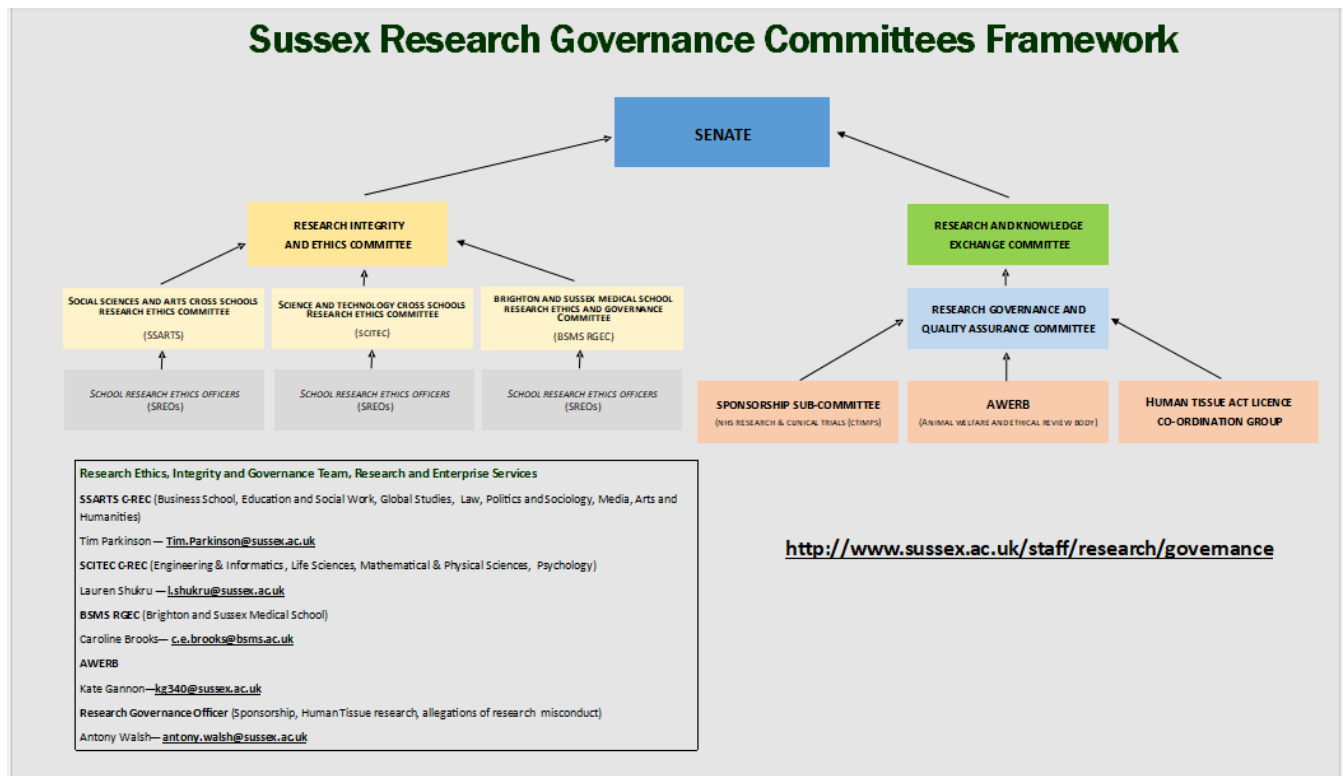 Sussex Research Governance Committees Framework
SENATE
RESEARCH INTEGRITY
AND ETHICS COMMITTEE
RESEARCH AND KNOWLEDGE
EXCHANGE COMMITTEE
SOCIAL SCIENCES AND ARTS CROSS SCHOOLS
RESEARCH ETHICS COMMITTEE
(SSARTS)
SCIENCE AND TECHNOLOGY CROSS SCHOOLS
RESEARCH ETHICS COMMITTEE
(SCITEC)
BRIGHTON AND SUSSEX MEDICAL SCHOOL
RESEARCH ETHICS AND GOVERNANCE
COMMITTEE
(BSMS RGEC)
RESEARCH GOVERNANCE AND
QUALITY ASSURANCE COMMITTEE
SCHOOL RESEARCH ETHICS OFFICERS
(SREOs)
SCHOOL RESEARCH ETHICS OFFICERS
(SREOs)
SCHOOL RESEARCH ETHICS OFFICERS
(SREOs)
SPONSORSHIP SUB-COMMITTEE
(NHS RESEARCH & CLINICAL TRIALS (CTIMPS)
AWERB
(ANIMAL WELFARE AND ETHICAL REVIEW BODY)
HUMAN TISSUE ACT LICENCE
CO-ORDINATION GROUP
Research Ethics, Integrity and Governance Team, Research and Enterprise Services
SSARTS C-REC (Business School, Education and Social Work, Global Studies, Law, Politics and Sociology, Media, Arts and
Humanities)
Tim Parkinson— Tim.Parkinson@sussex.ac.uk
SCITEC C-REC (Engineering & Informatics, Life Sciences, Mathematical & Physical Sciences, Psychology)
Lauren Shukru — l.shukru@sussex.ac.uk
BSMS RGEC (Brighton and Sussex Medical School)
Caroline Brooks— c.e.brooks@bsms.ac.uk
AWERB
Kate Gannon—kg340@sussex.ac.uk
Research Governance Officer (Sponsorship, Human Tissue research, allegations of research misconduct)
Antony Walsh— antony.walsh@sussex.ac.uk
http://www.sussex.ac.uk/staff/research/governance